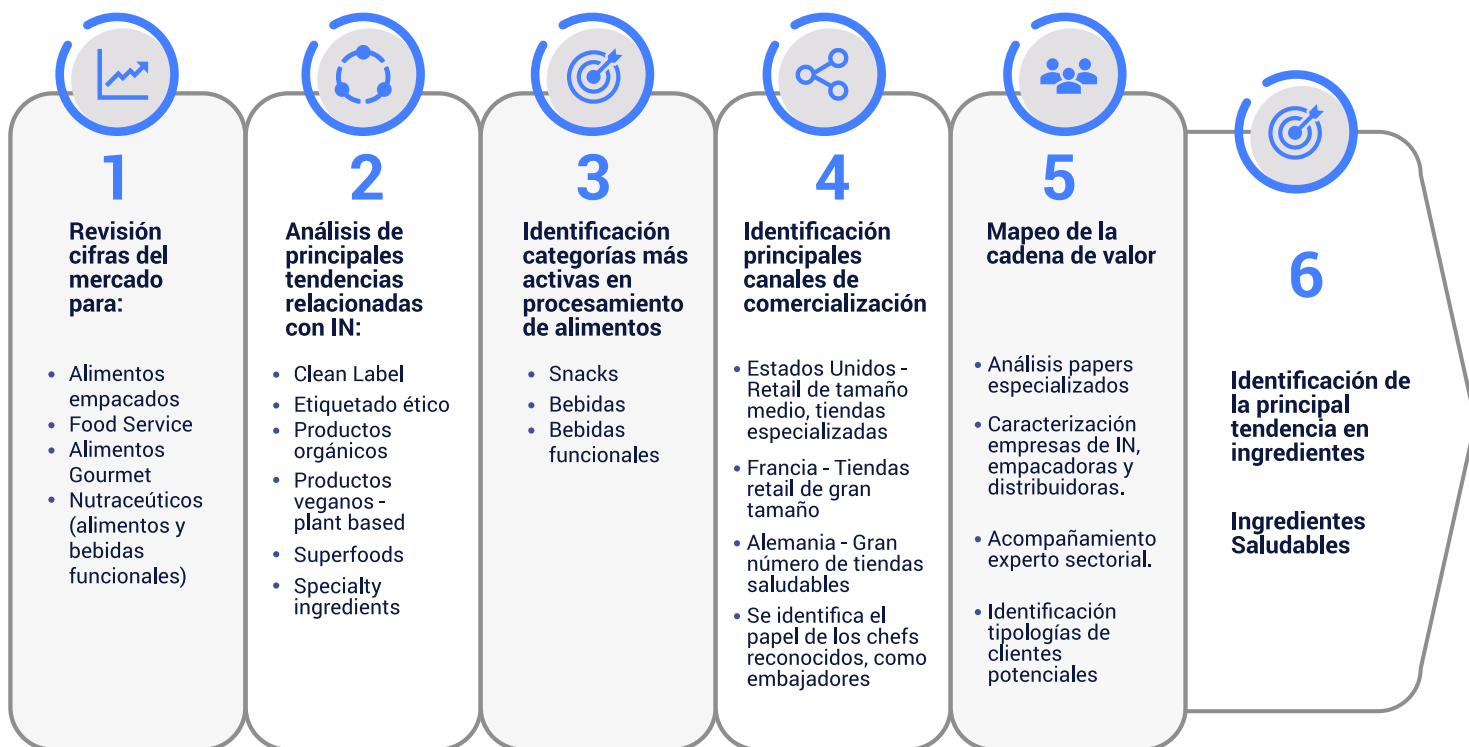 1
Revisión
cifras del
mercado
para:
• Alimentos
empacados
• Food Service
• Alimentos
Gourmet
• Nutraceúticos
(alimentos y
bebidas
funcionales)
2
Análisis de
principales
tendencias
relacionadas
con IN:
• Clean Label
• Etiquetado ético
• Productos
orgánicos
• Productos
veganos -
plant based
• Superfoods
• Specialty
ingredients
3
Identificación
categorías más
activas en
procesamiento
de alimentos
• Snacks
• Bebidas
• Bebidas
funcionales
4
Identificación
principales
canales de
comercialización
• Estados Unidos -
Retail de tamaño
medio, tiendas
especializadas
• Francia - Tiendas
retail de gran
tamaño
• Alemania - Gran
número de tiendas
saludables
• Se identifica el
papel de los chefs
reconocidos, como
embajadores
5
Mapeo de la
cadena de valor
• Análisis papers
especializados
• Caracterización
empresas de IN,
empacadoras y
distribuidoras.
• Acompañamiento
experto sectorial.
• Identificación
tipologías de
clientes
potenciales
6
Identificación de
la principal
tendencia en
ingredientes
Ingredientes
Saludables